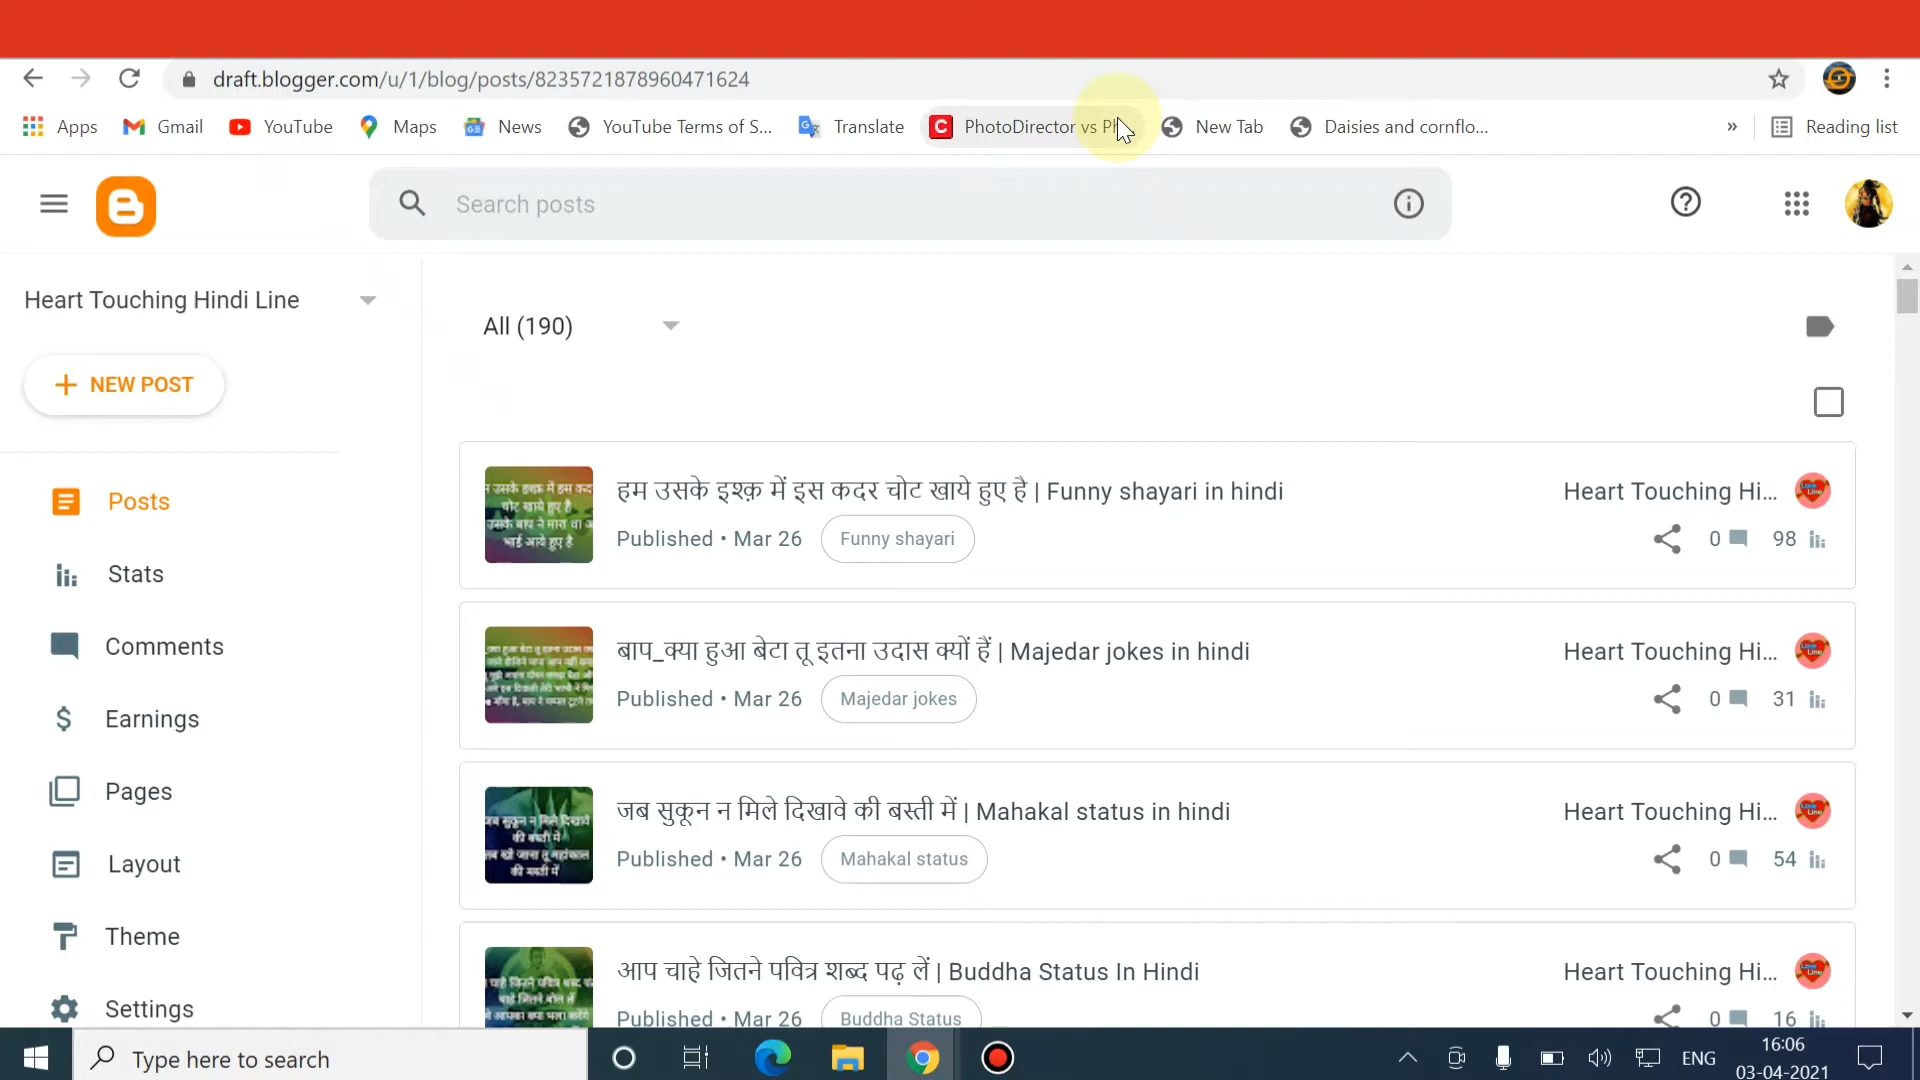 draft.blogger.com/u/1/blog/posts/8235721878960471624
Apps Gmail YouTube Maps News YouTube Terms of S... Translate PhotoDirector vs New Tab Daisies and cornflo... » Reading list
Search posts
Heart Touching Hindi Line
All (190)
NEW POST
Posts
Stats
Comments
Earnings
Pages
Layout
Theme
Settings
हम उसके इश्क़ में इस कदर चोट खाये हुए है | Funny shayari in hindi
Heart Touching Hi...
Published • Mar 26 Funny shayari
0 98
बाप_क्या हुआ बेटा तू इतना उदास क्यों हैं | Majedar jokes in hindi
Heart Touching Hi...
Published • Mar 26 Majedar jokes
0 31
जब सुकून न मिले दिखावे की बस्ती में | Mahakal status in hindi
Heart Touching Hi...
Published • Mar 26 Mahakal status
0 54
जब सुकून न मिले दिखावे
की बस्ती में
की मस्ती में
आप चाहे जितने पवित्र शब्द पढ़ लें | Buddha Status In Hindi
Heart Touching Hi...
Published • Mar 26 Buddha Status
0 16
Type here to search
ENG
16:06
03-04-2021